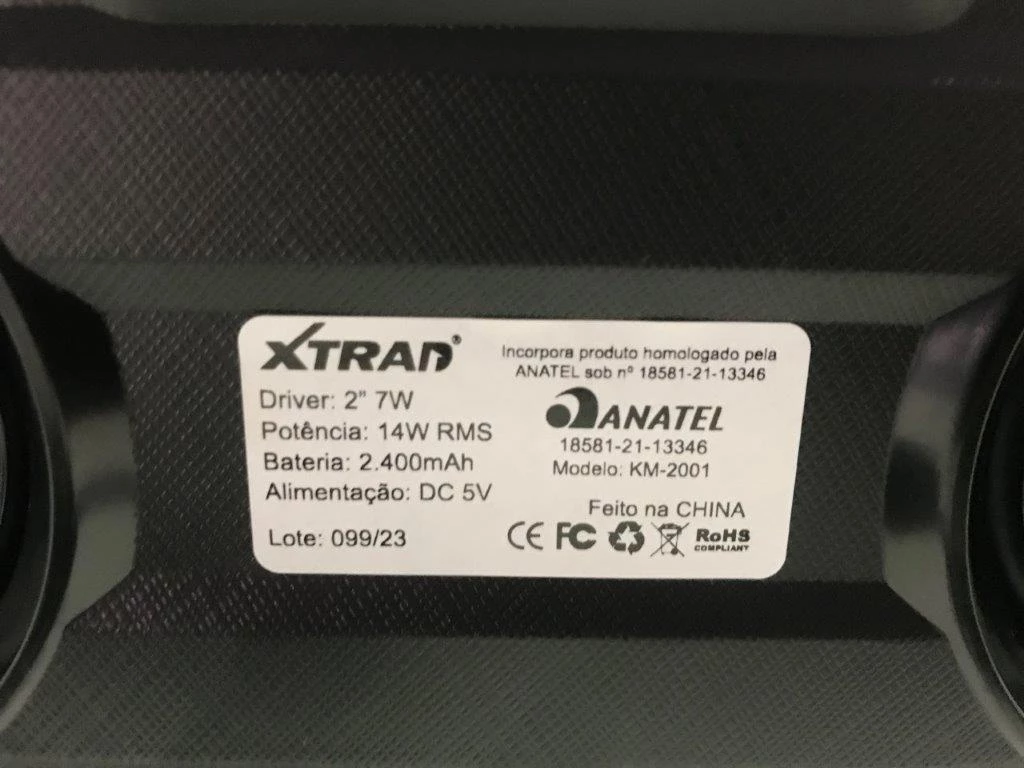 XTRAD®
Driver: 2" 7W
Potência: 14W RMS
Bateria: 2.400mAh
Alimentação: DC 5V
Lote: 099/23
Incorpora produto homologado pela
ANATEL sob nº 18581-21-13346
ANATEL
18581-21-13346
Modelo: KM-2001
Feito na CHINA
CE FC RoHS
COMPLIANT